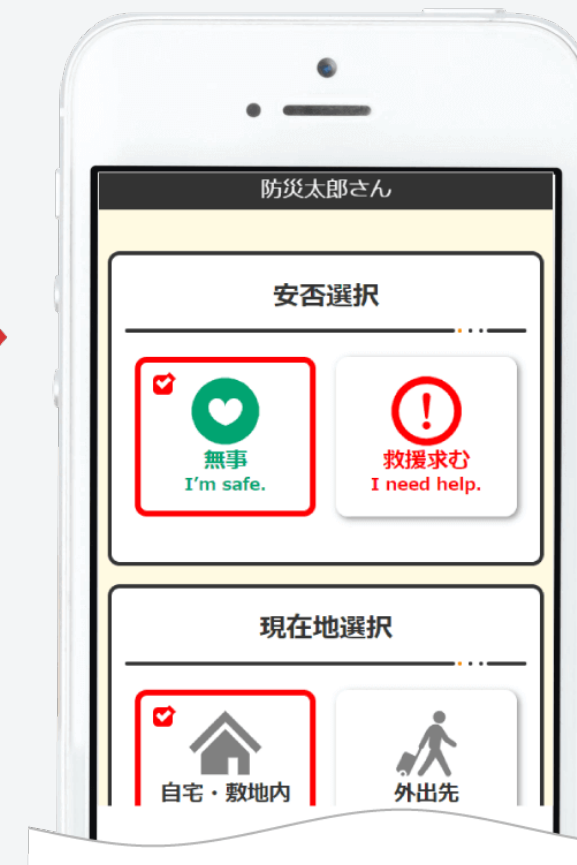 防災太郎さん
安否選択
無事
I'm safe.
救援求む
I need help.
現在地選択
自宅・敷地内
外出先